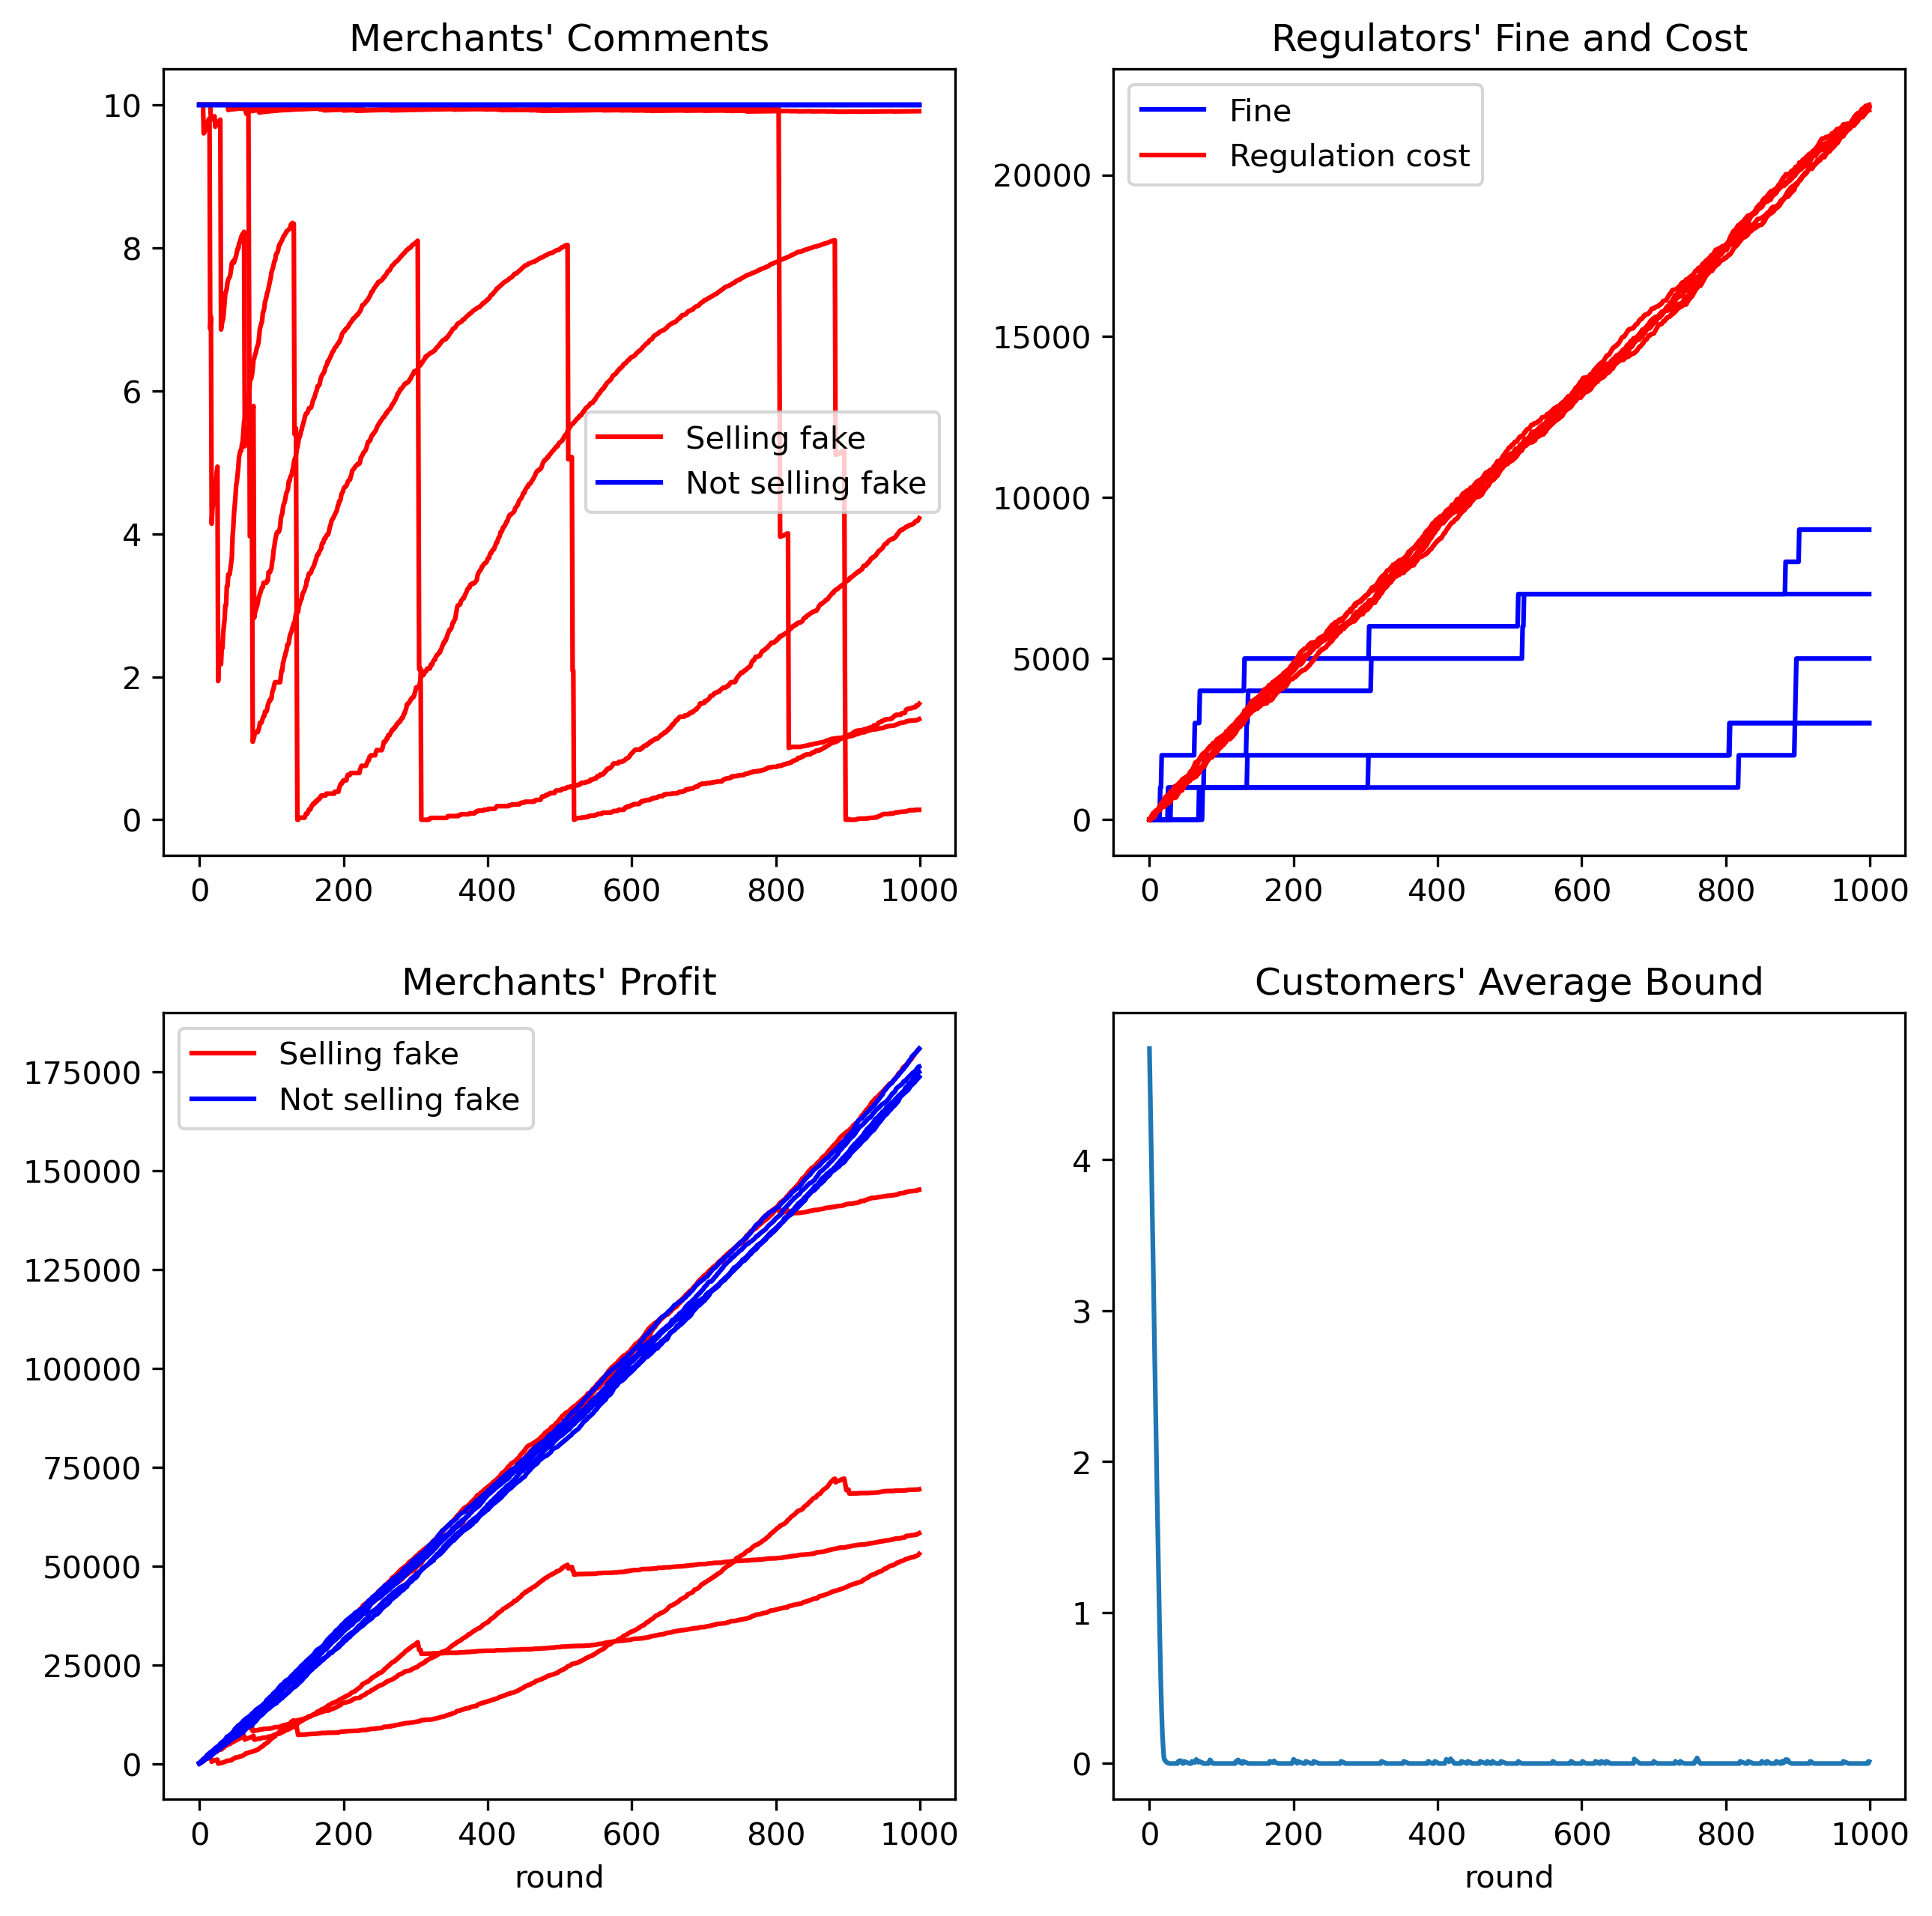 Merchants' Comments
10
8
6
4
2
0
Selling fake
Not selling fake
0 200 400 600 800 1000
Regulators' Fine and Cost
Fine
Regulation cost
20000
15000
10000
5000
0
0 200 400 600 800 1000
Merchants' Profit
Selling fake
Not selling fake
175000
150000
125000
100000
75000
50000
25000
0
0 200 400 600 800 1000
round
Customers' Average Bound
4
3
2
1
0
0 200 400 600 800 1000
round